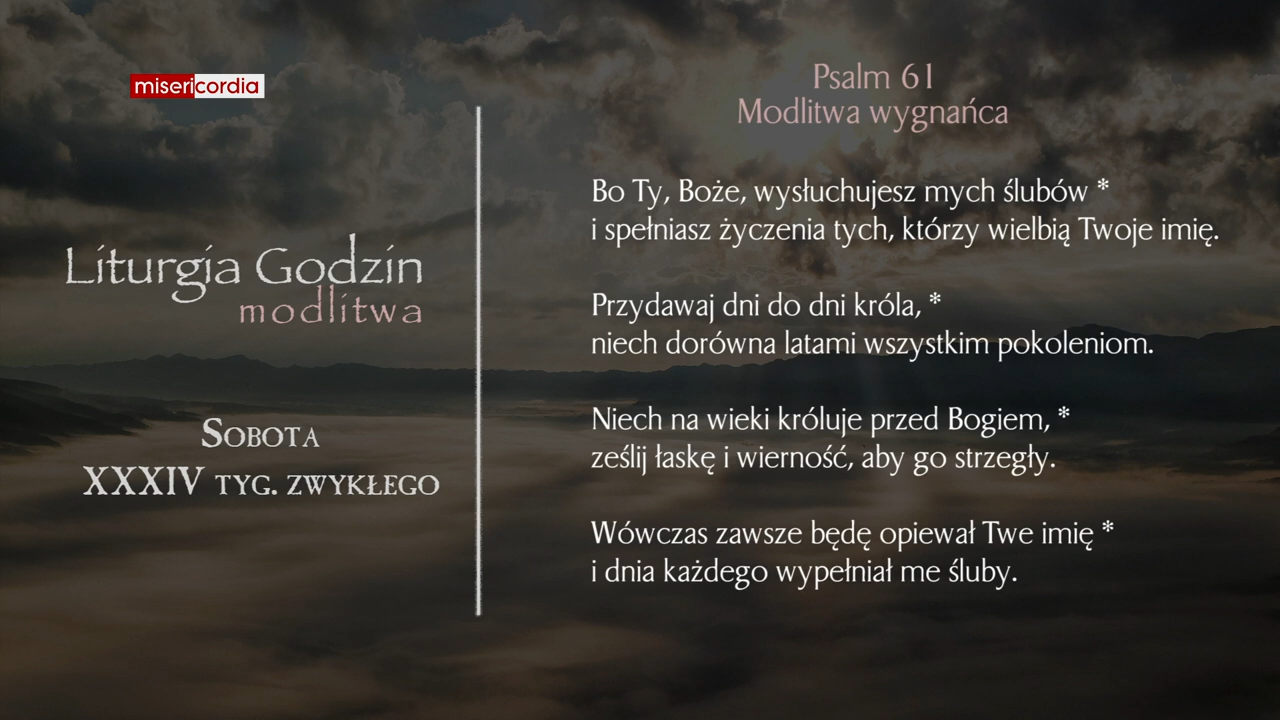 misericordia
Liturgia Godzin
modlitwa
Sobota
XXXIV tyg. zwykłego
Psalm 61
Modlitwa wygnańca
Bo Ty, Boże, wysłuchujesz mych ślubów *
i spełniasz życzenia tych, którzy wielbią Twoje imię.
Przydawaj dni do dni króla, *
niech dorówna latami wszystkim pokoleniom.
Niech na wieki króluje przed Bogiem, *
ześlij łaskę i wierność, aby go strzegły.
Wówczas zawsze będę opiewał Twe imię *
i dnia każdego wypełniał me śluby.